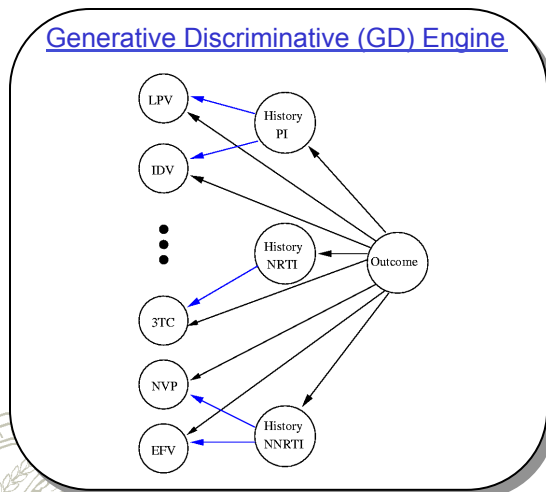 Generative Discriminative (GD) Engine
LPV
History
PI
IDV
History
NRTI
Outcome
3TC
NVP
History
NNRTI
EFV